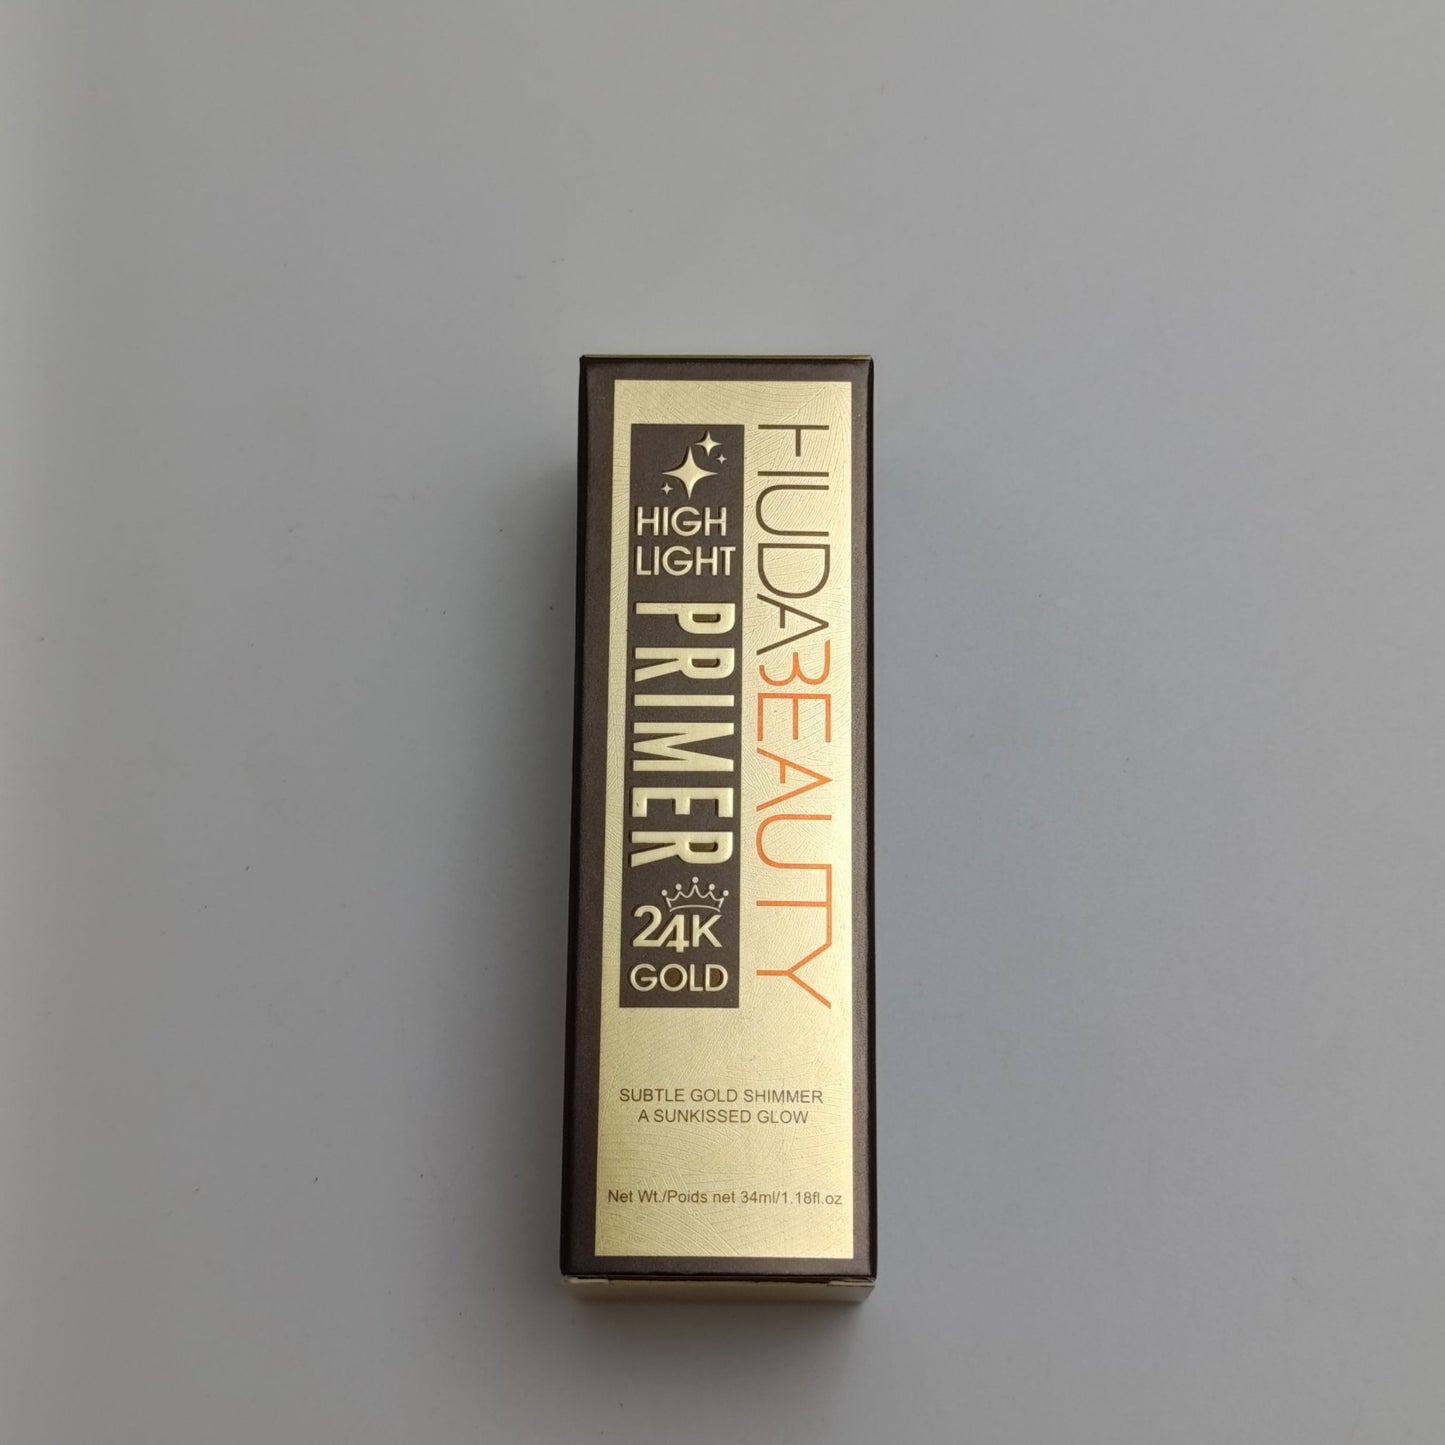 HUDABEAUTY
HIGH
LIGHT
PRIMER
24K
GOLD
SUBTLE GOLD SHIMMER
A SUNKISSED GLOW
Net Wt./Poids net 34ml/1.18fl.oz